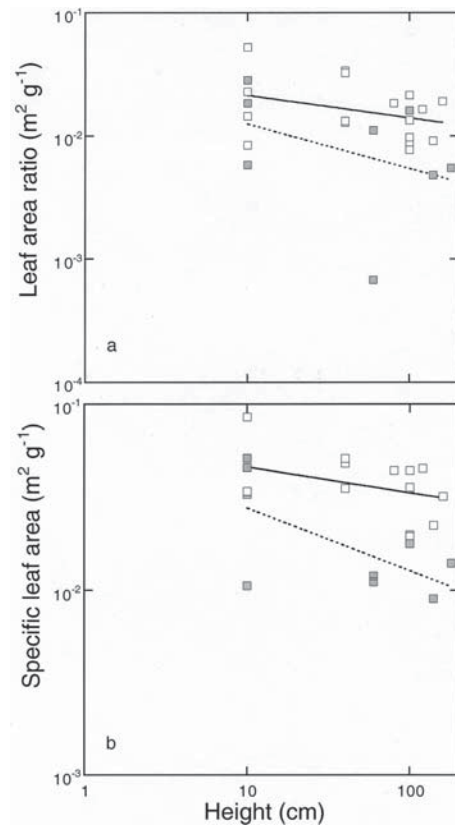 10⁻¹
10⁻²
10⁻³
10⁻⁴
Leaf area ratio (m² g⁻¹)
a
10⁻¹
10⁻²
10⁻³
Specific leaf area (m² g⁻¹)
b
1
10
100
Height (cm)